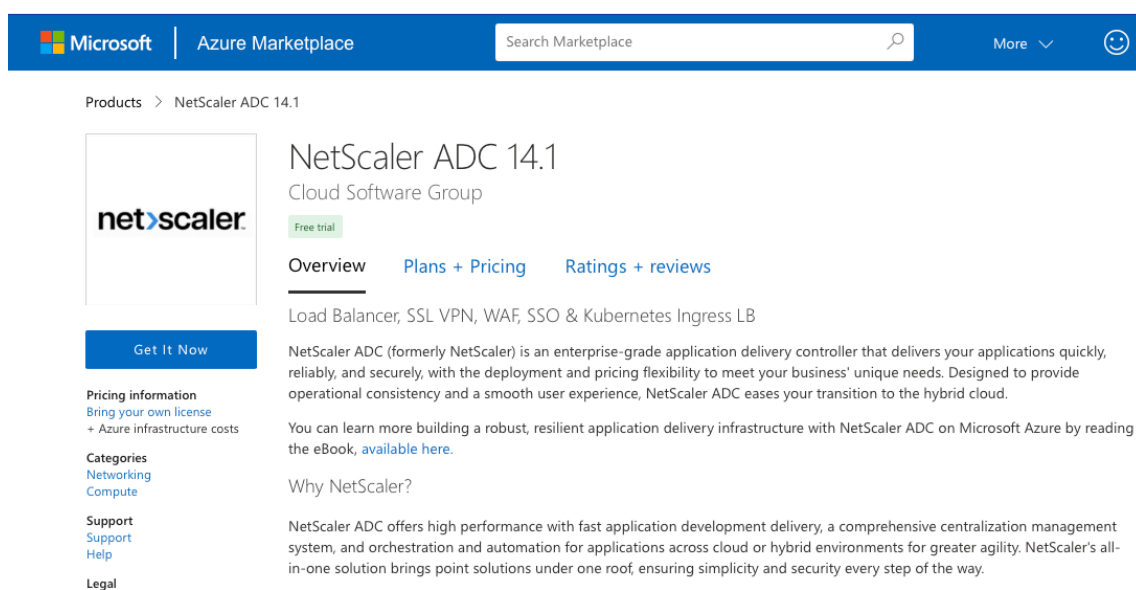 Microsoft
Azure Marketplace
Search Marketplace
More
Products > NetScaler ADC 14.1
net>scaler
NetScaler ADC 14.1
Cloud Software Group
Free trial
Overview
Plans + Pricing
Ratings + reviews
Load Balancer, SSL VPN, WAF, SSO & Kubernetes Ingress LB
Get It Now
NetScaler ADC (formerly NetScaler) is an enterprise-grade application delivery controller that delivers your applications quickly,
reliably, and securely, with the deployment and pricing flexibility to meet your business' unique needs. Designed to provide
operational consistency and a smooth user experience, NetScaler ADC eases your transition to the hybrid cloud.
You can learn more building a robust, resilient application delivery infrastructure with NetScaler ADC on Microsoft Azure by reading
the eBook, available here.
Why NetScaler?
NetScaler ADC offers high performance with fast application development delivery, a comprehensive centralization management
system, and orchestration and automation for applications across cloud or hybrid environments for greater agility. NetScaler's all-
in-one solution brings point solutions under one roof, ensuring simplicity and security every step of the way.
Pricing information
Bring your own license
+ Azure infrastructure costs
Categories
Networking
Compute
Support
Support
Help
Legal